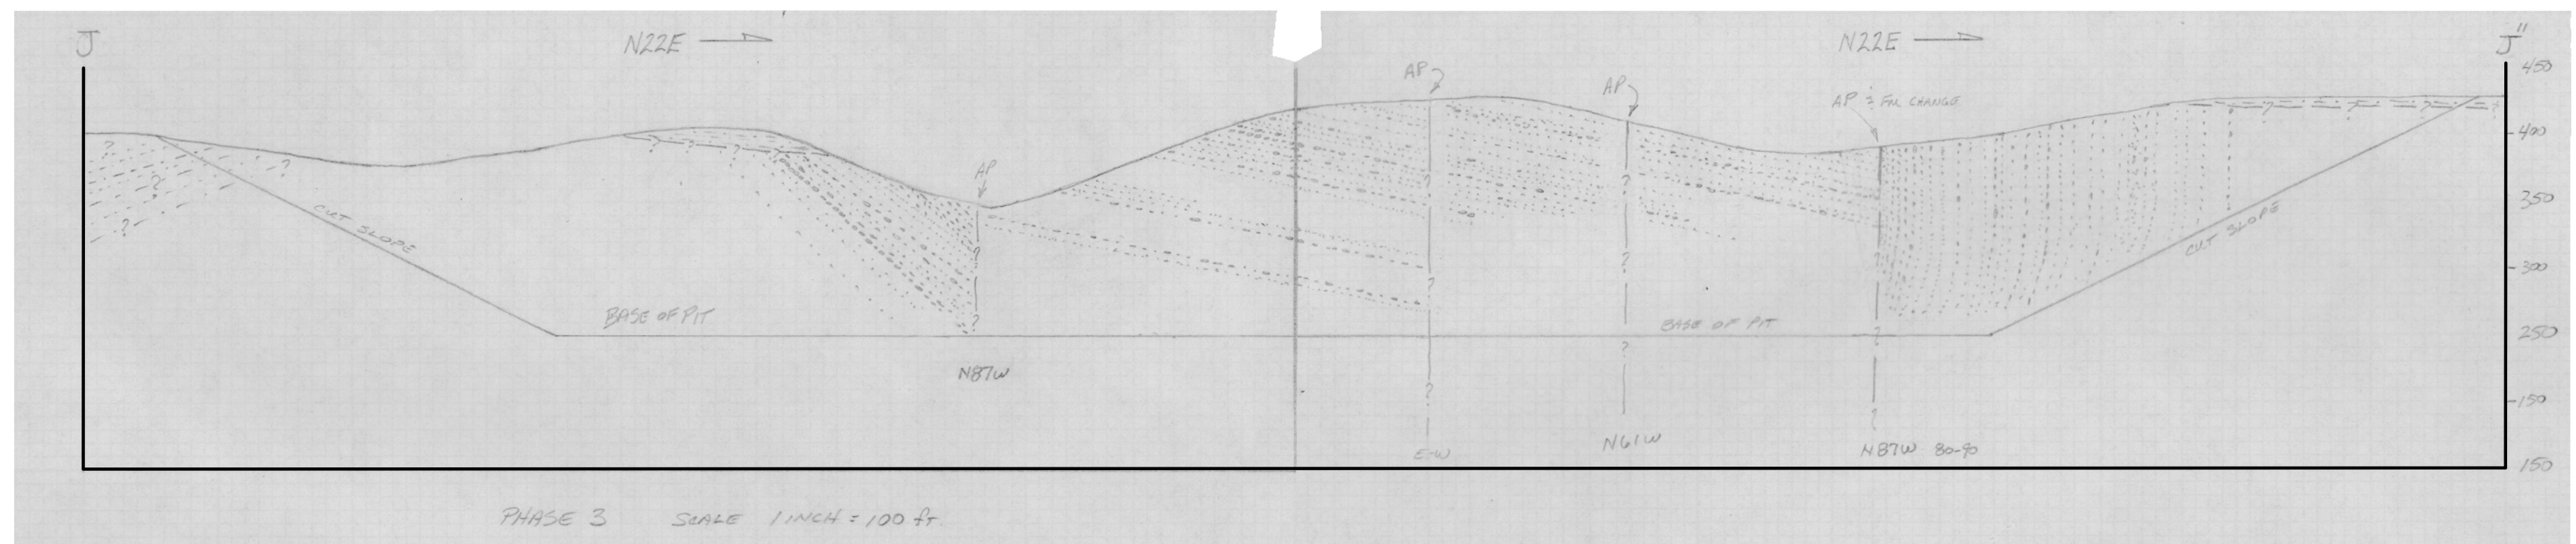 J
N22E
N22E
J"
AP
AP
AP & FM CHANGE
AP
450
400
350
300
250
150
150
?
?
?
?
?
?
?
CUT SLOPE
CUT SLOPE
BASE OF PIT
BASE OF PIT
?
?
?
?
?
?
?
?
?
?
?
N87W
E-W
N61W
N87W 80-90
PHASE 3 SCALE 1 INCH = 100 ft.